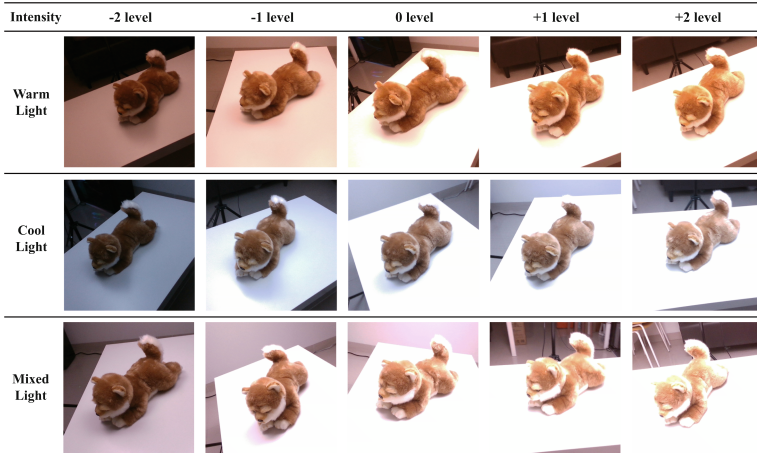 Intensity -2 level -1 level 0 level +1 level +2 level
Warm
Light
Cool
Light
Mixed
Light